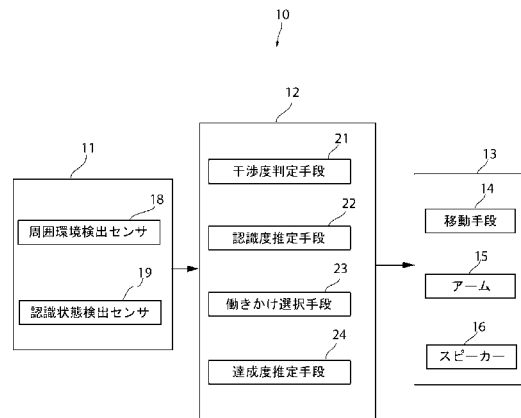 10
11
周囲環境検出センサ
18
認識状態検出センサ
19
12
21
干渉度判定手段
22
認識度推定手段
23
働きかけ選択手段
24
達成度推定手段
13
14
移動手段
15
アーム
16
スピーカー